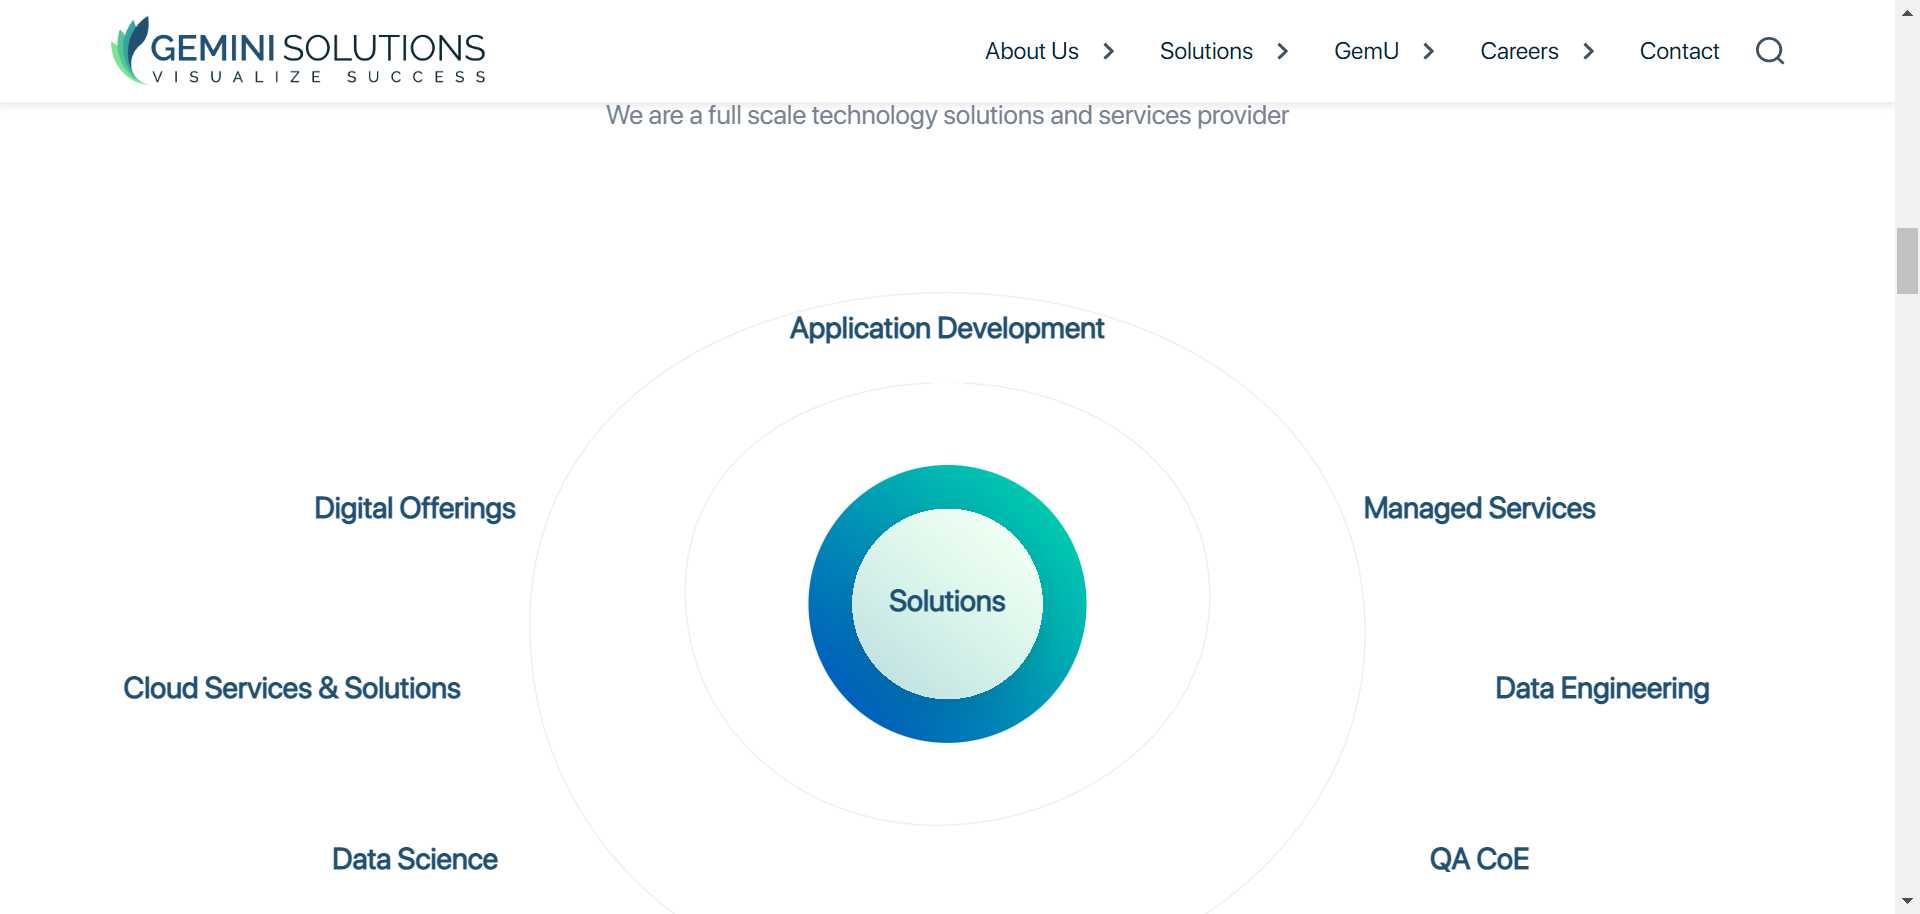 GEMINI SOLUTIONS
VISUALIZE SUCCESS
About Us
Solutions
GemU
Careers
Contact
We are a full scale technology solutions and services provider
Application Development
Digital Offerings
Managed Services
Solutions
Cloud Services & Solutions
Data Engineering
Data Science
QA CoE